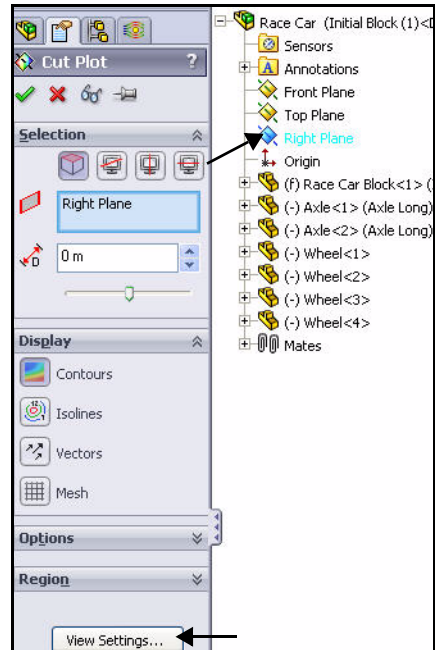 Cut Plot ?
Selection
Right Plane
D
0 m
Display
Contours
Isolines
Vectors
Mesh
Options
Region
View Settings...
Race Car (Initial Block (1)<D
Sensors
A Annotations
Front Plane
Top Plane
Right Plane
Origin
(f) Race Car Block<1> (
(-) Axle<1> (Axle Long)
(-) Axle<2> (Axle Long)
(-) Wheel<1>
(-) Wheel<2>
(-) Wheel<3>
(-) Wheel<4>
Mates